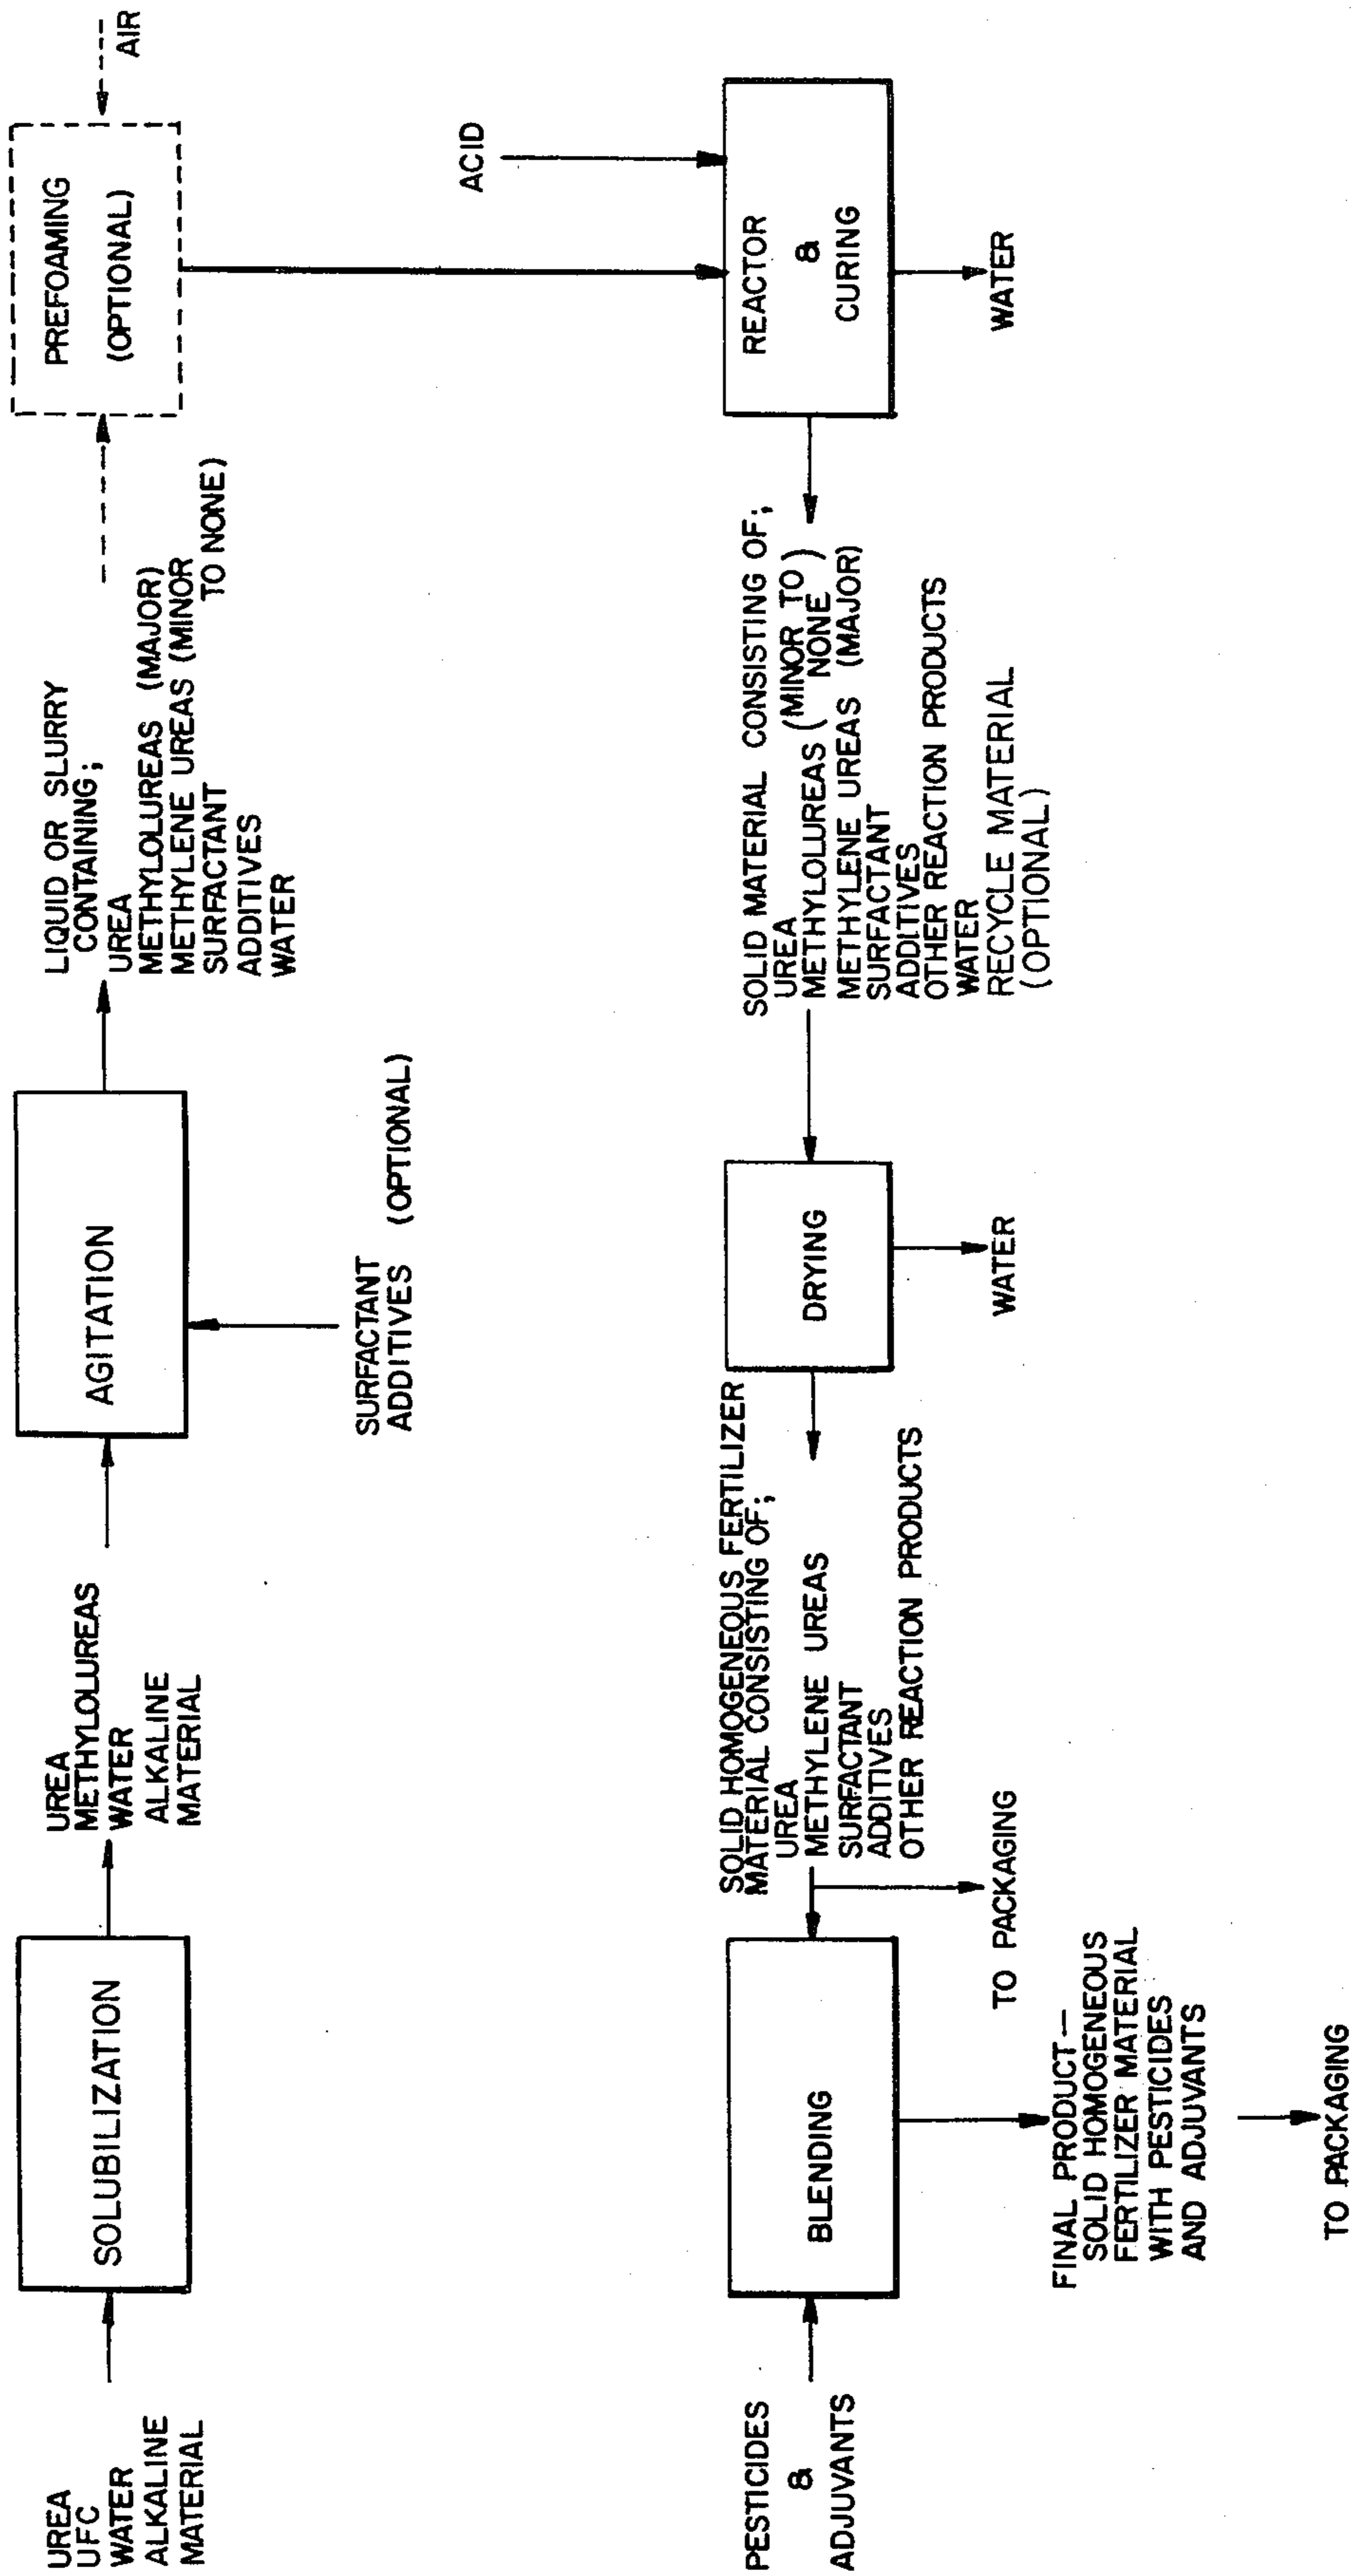 UREA
UFC
WATER
ALKALINE
MATERIAL
SOLUBILIZATION
UREA
METHYLOLUREAS
WATER
ALKALINE
MATERIAL
AGITATION
SURFACTANT
ADDITIVES (OPTIONAL)
LIQUID OR SLURRY
CONTAINING;
UREA
METHYLOLUREAS (MAJOR)
METHYLENE UREAS (MINOR
TO NONE)
SURFACTANT
ADDITIVES
WATER
PREFOAMING
(OPTIONAL)
AIR
ACID
REACTOR
&
CURING
WATER
SOLID MATERIAL CONSISTING OF;
UREA
METHYLOLUREAS (MINOR TO
NONE)
METHYLENE UREAS (MAJOR)
SURFACTANT
ADDITIVES
OTHER REACTION PRODUCTS
WATER
RECYCLE MATERIAL
(OPTIONAL)
DRYING
WATER
SOLID HOMOGENEOUS FERTILIZER
MATERIAL CONSISTING OF;
UREA
METHYLENE UREAS
SURFACTANT
ADDITIVES
OTHER REACTION PRODUCTS
TO PACKAGING
BLENDING
PESTICIDES
&
ADJUVANTS
FINAL PRODUCT—
SOLID HOMOGENEOUS
FERTILIZER MATERIAL
WITH PESTICIDES
AND ADJUVANTS
TO PACKAGING